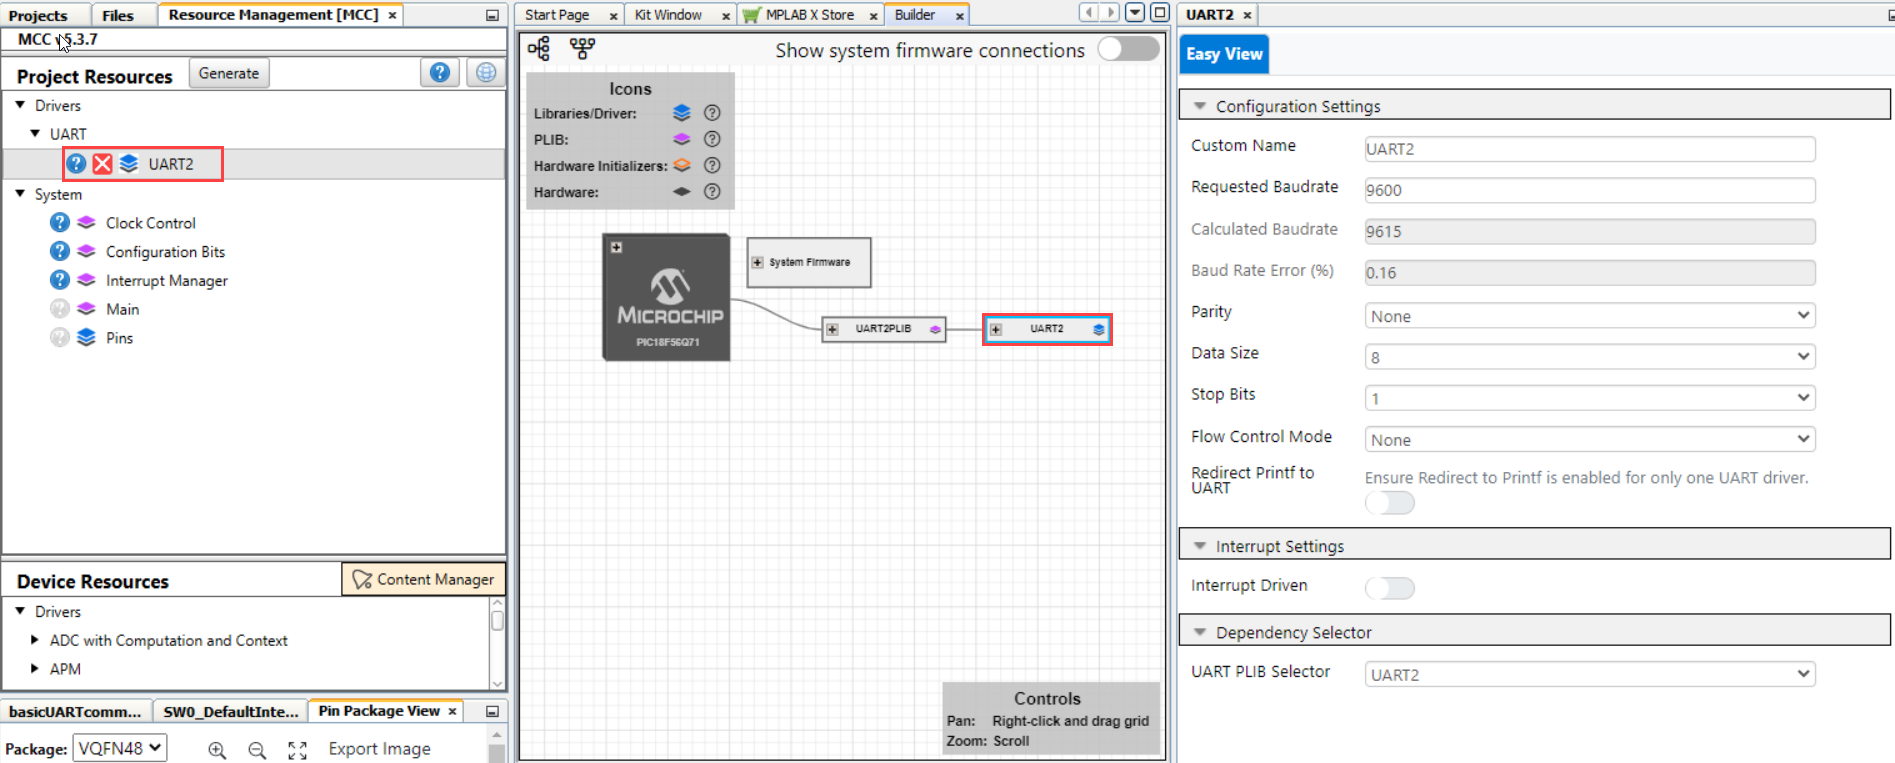 Projects
Files
Resource Management [MCC]
MCC v5.3.7
Project Resources
Generate
Drivers
UART
UART2
System
Clock Control
Configuration Bits
Interrupt Manager
Main
Pins
Device Resources
Content Manager
Drivers
ADC with Computation and Context
APM
basicUARTcomm...
SW0_DefaultInte...
Pin Package View
Package: VQFN48
Export Image
Start Page
Kit Window
MPLAB X Store
Builder
Show system firmware connections
Icons
Libraries/Driver:
PLIB:
Hardware Initializers:
Hardware:
MICROCHIP
PIC18F56Q71
System Firmware
UART2PLIB
UART2
Controls
Pan: Right-click and drag grid
Zoom: Scroll
UART2
Easy View
Configuration Settings
Custom Name UART2
Requested Baudrate 9600
Calculated Baudrate 9615
Baud Rate Error (%) 0.16
Parity None
Data Size 8
Stop Bits 1
Flow Control Mode None
Redirect Printf to
UART
Ensure Redirect to Printf is enabled for only one UART driver.
Interrupt Settings
Interrupt Driven
Dependency Selector
UART PLIB Selector UART2